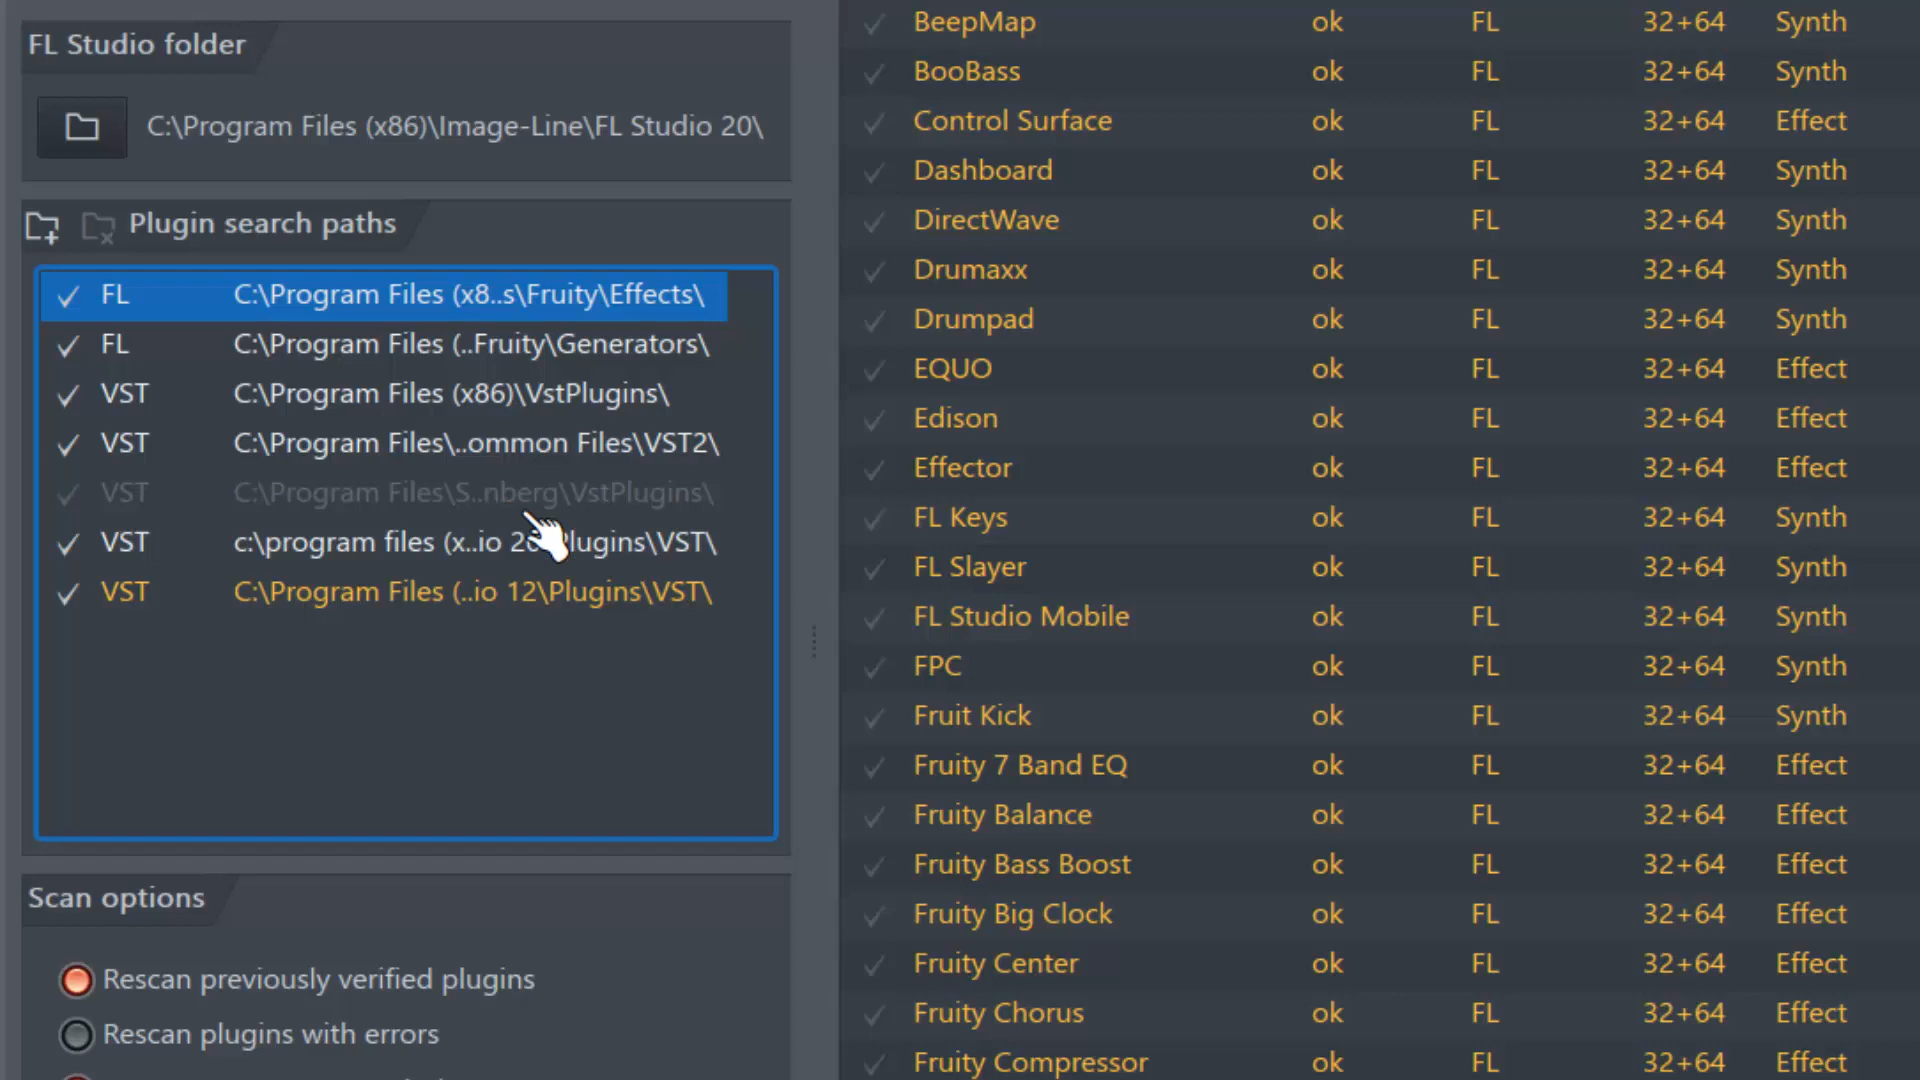 FL Studio folder
C:\Program Files (x86)\Image-Line\FL Studio 20\
Plugin search paths
FL C:\Program Files (x8..s\Fruity\Effects\
FL C:\Program Files (..Fruity\Generators\
VST C:\Program Files (x86)\VstPlugins\
VST C:\Program Files\..ommon Files\VST2\
VST C:\Program Files\S..nberg\VstPlugins\
VST c:\program files (x..io lugins\VST\
VST C:\Program Files (..io 12\Plugins\VST\
Scan options
Rescan previously verified plugins
Rescan plugins with errors
BeepMap ok FL 32+64 Synth
BooBass ok FL 32+64 Synth
Control Surface ok FL 32+64 Effect
Dashboard ok FL 32+64 Synth
DirectWave ok FL 32+64 Synth
Drumaxx ok FL 32+64 Synth
Drumpad ok FL 32+64 Synth
EQUO ok FL 32+64 Effect
Edison ok FL 32+64 Effect
Effector ok FL 32+64 Effect
FL Keys ok FL 32+64 Synth
FL Slayer ok FL 32+64 Synth
FL Studio Mobile ok FL 32+64 Synth
FPC ok FL 32+64 Synth
Fruit Kick ok FL 32+64 Synth
Fruity 7 Band EQ ok FL 32+64 Effect
Fruity Balance ok FL 32+64 Effect
Fruity Bass Boost ok FL 32+64 Effect
Fruity Big Clock ok FL 32+64 Effect
Fruity Center ok FL 32+64 Effect
Fruity Chorus ok FL 32+64 Effect
Fruity Compressor ok FL 32+64 Effect